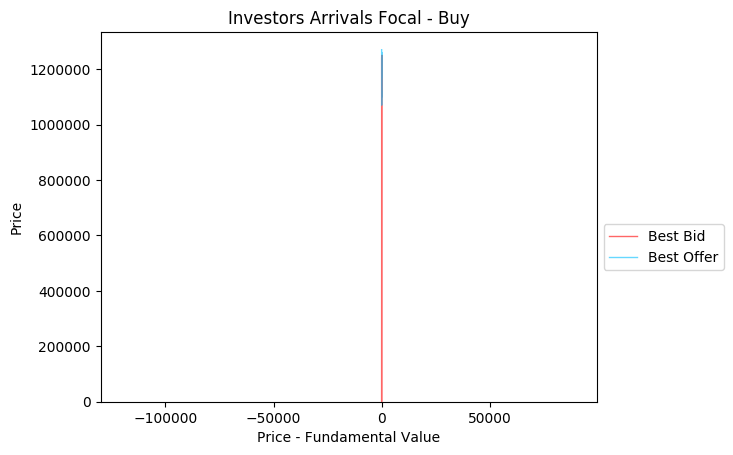 Investors Arrivals Focal - Buy
1200000
1000000
800000
600000
400000
200000
0
Price
−100000
−50000
0
50000
Price - Fundamental Value
Best Bid
Best Offer